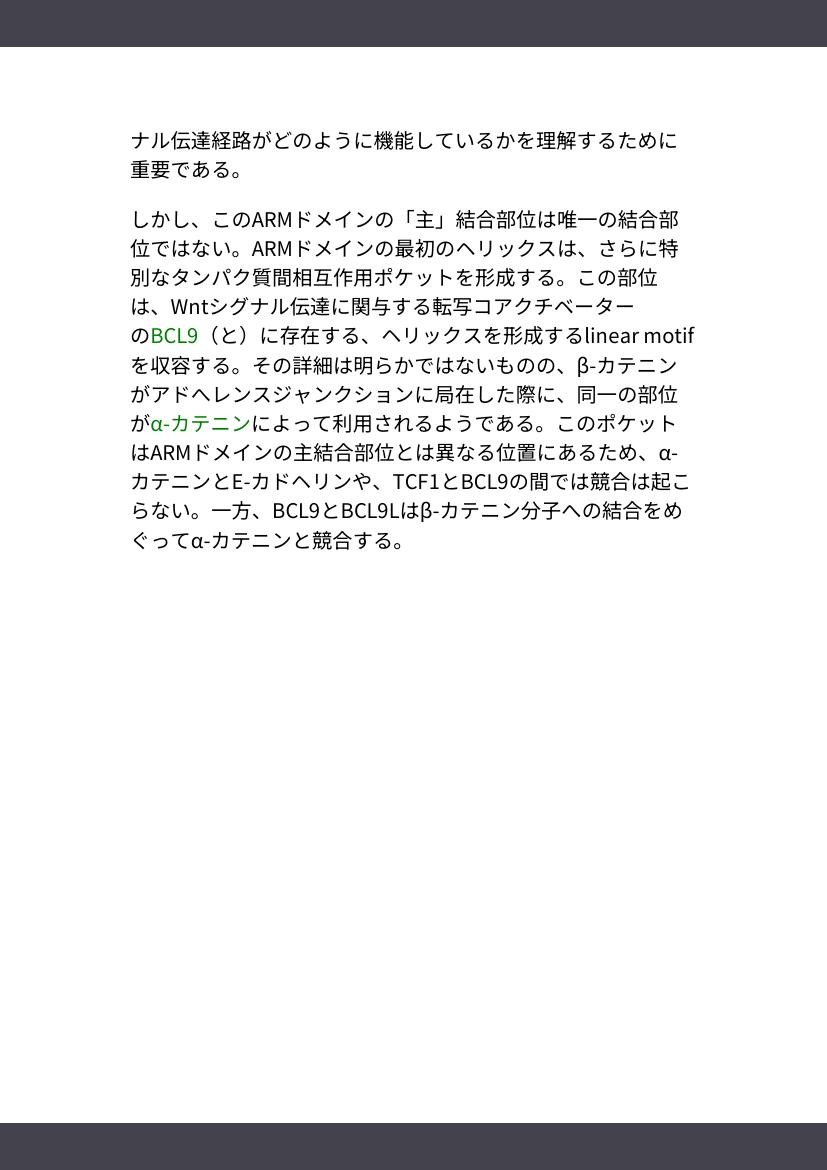 ナル伝達経路がどのように機能しているかを理解するために
重要である。
しかし、このARMドメインの「主」結合部位は唯一の結合部
位ではない。ARMドメインの最初のヘリックスは、さらに特
別なタンパク質間相互作用ポケットを形成する。この部位
は、Wntシグナル伝達に関与する転写コアクチベーター
のBCL9（と）に存在する、ヘリックスを形成するlinear motif
を収容する。その詳細は明らかではないものの、β-カテニン
がアドヘレンスジャンクションに局在した際に、同一の部位
がα-カテニンによって利用されるようである。このポケット
はARMドメインの主結合部位とは異なる位置にあるため、α-
カテニンとE-カドヘリンや、TCF1とBCL9の間では競合は起こ
らない。一方、BCL9とBCL9Lはβ-カテニン分子への結合をめ
ぐってα-カテニンと競合する。